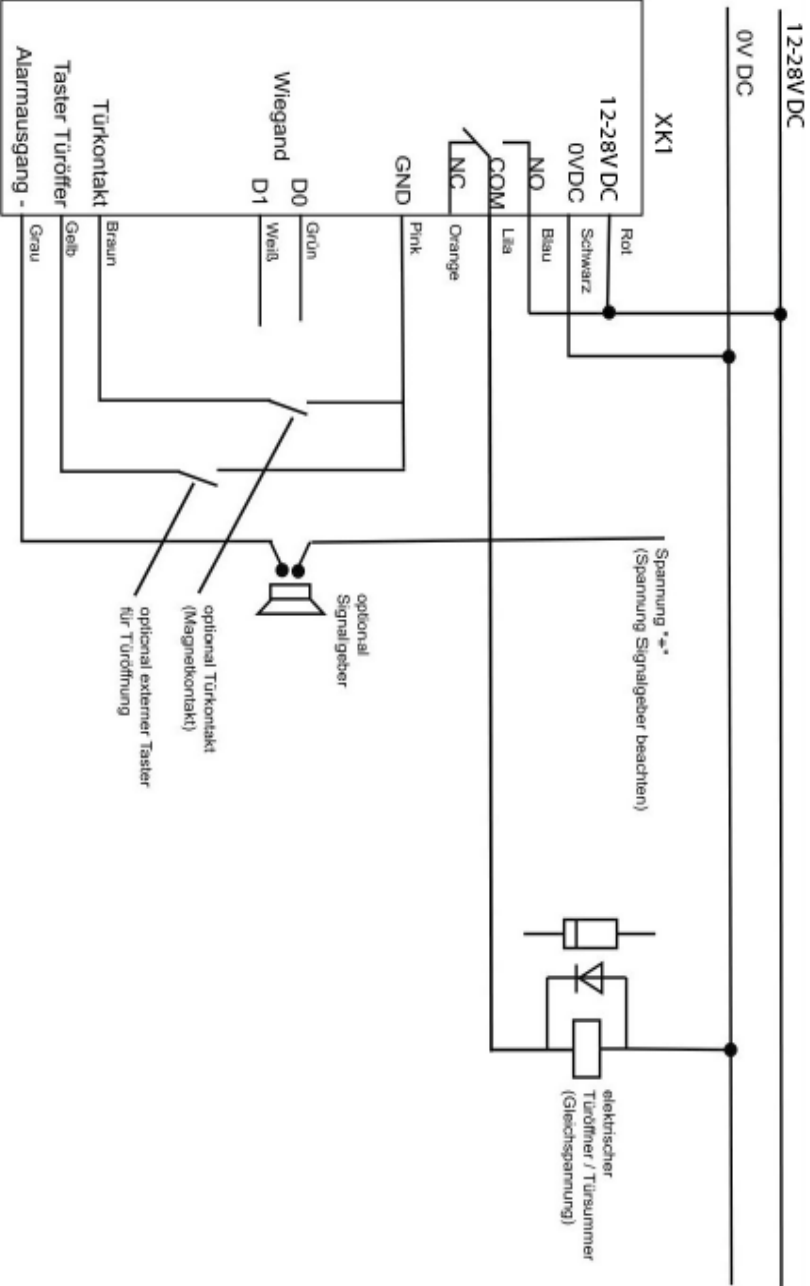 12-28V DC
0V DC
XK1
12-28V DC
Rot
0VDC
Schwarz
NO
Blau
COM
Lila
NC
Orange
GND
Pink
Wiegand
D0
Grün
D1
Weiß
Türkontakt
Braun
Taster Türöffer
Gelb
Alarmausgang -
Grau
Spannung "+"
(Spannung Signalgeber beachten)
optional
Signalgeber
optional Türkontakt
(Magnetkontakt)
optional externer Taster
für Türöffnung
elektrischer
Türöffner / Türsummer
(Gleichspannung)